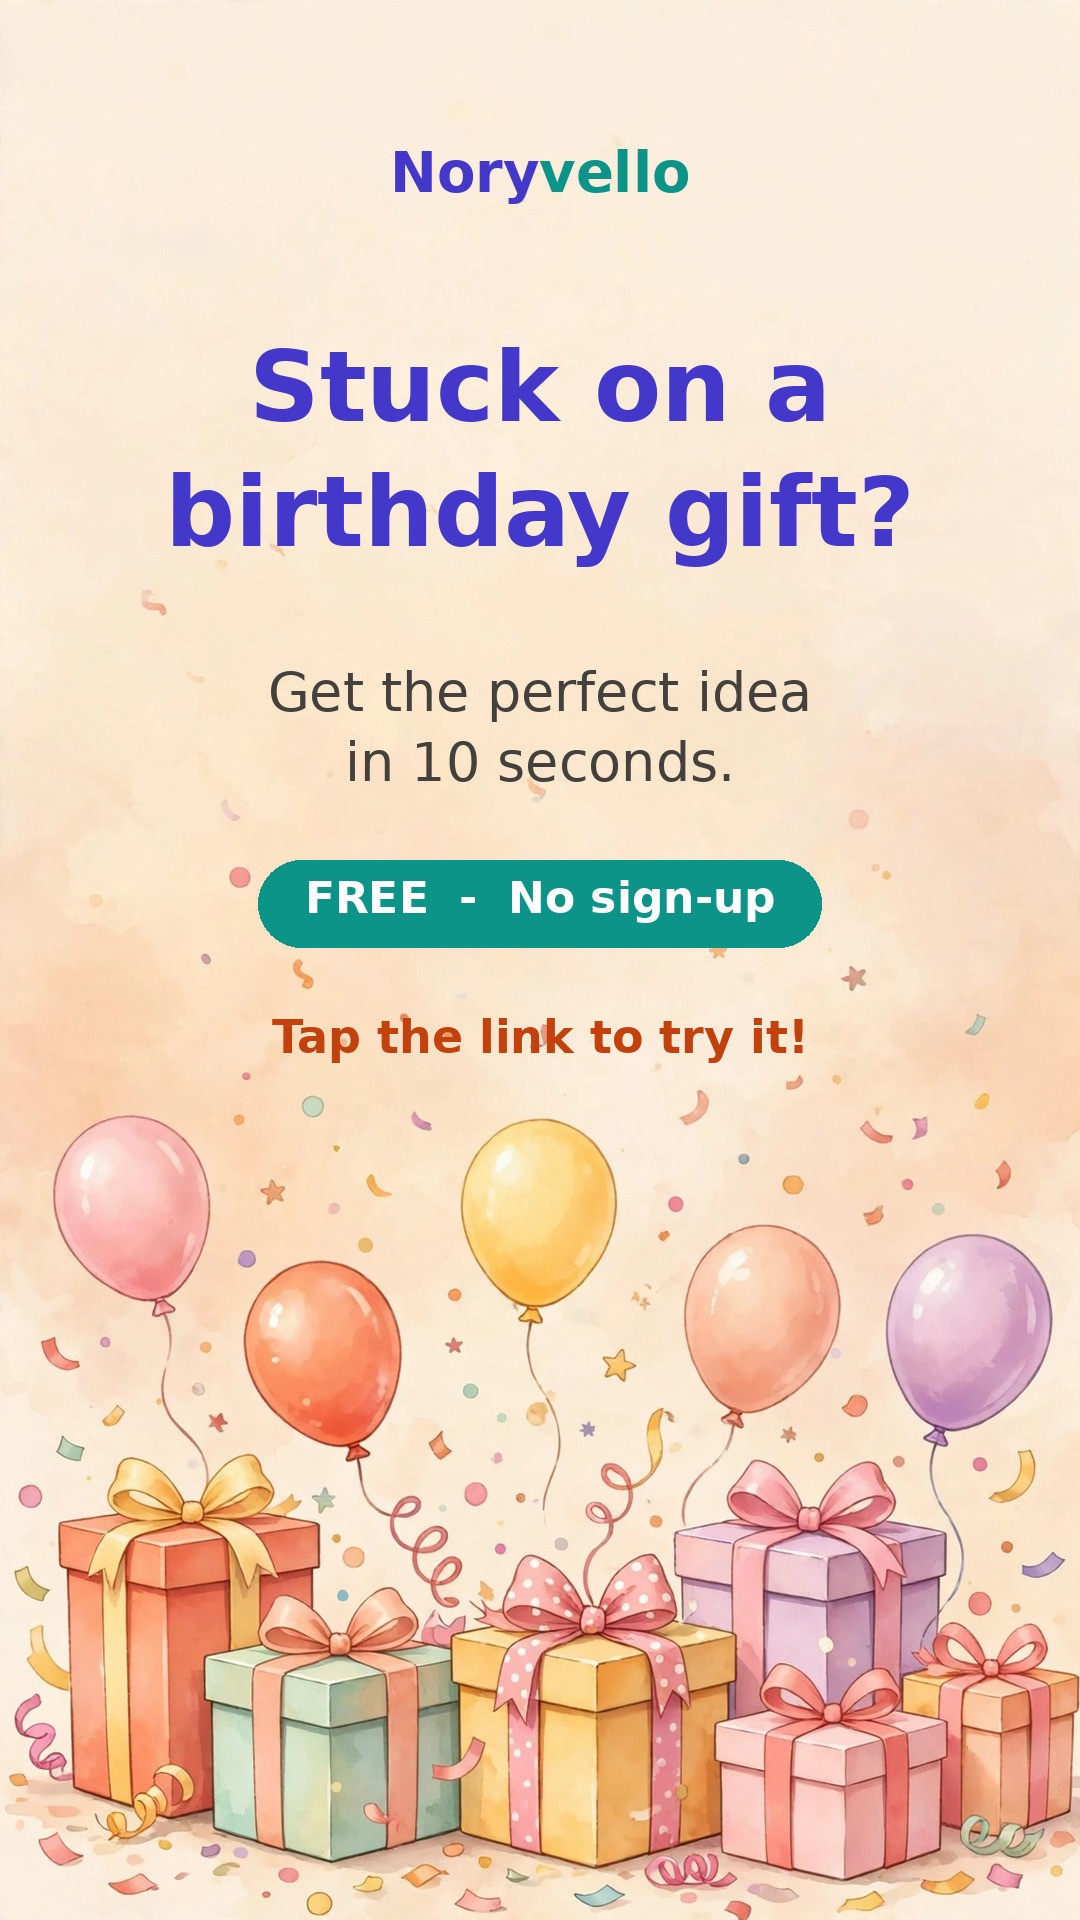 Noryvello
Stuck on a
birthday gift?
Get the perfect idea
in 10 seconds.
FREE - No sign-up
Tap the link to try it!